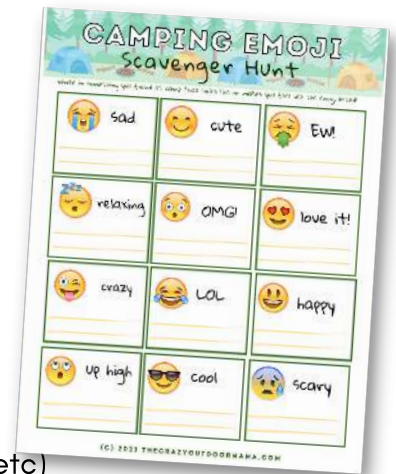 CAMPING EMOJI
Scavenger Hunt
sad cute EW!
zzz
relaxing OMG! love it!
crazy LOL happy
up high cool scary
(C) 2023 THECRAZYOUTDOORMAMA.COM
etc)